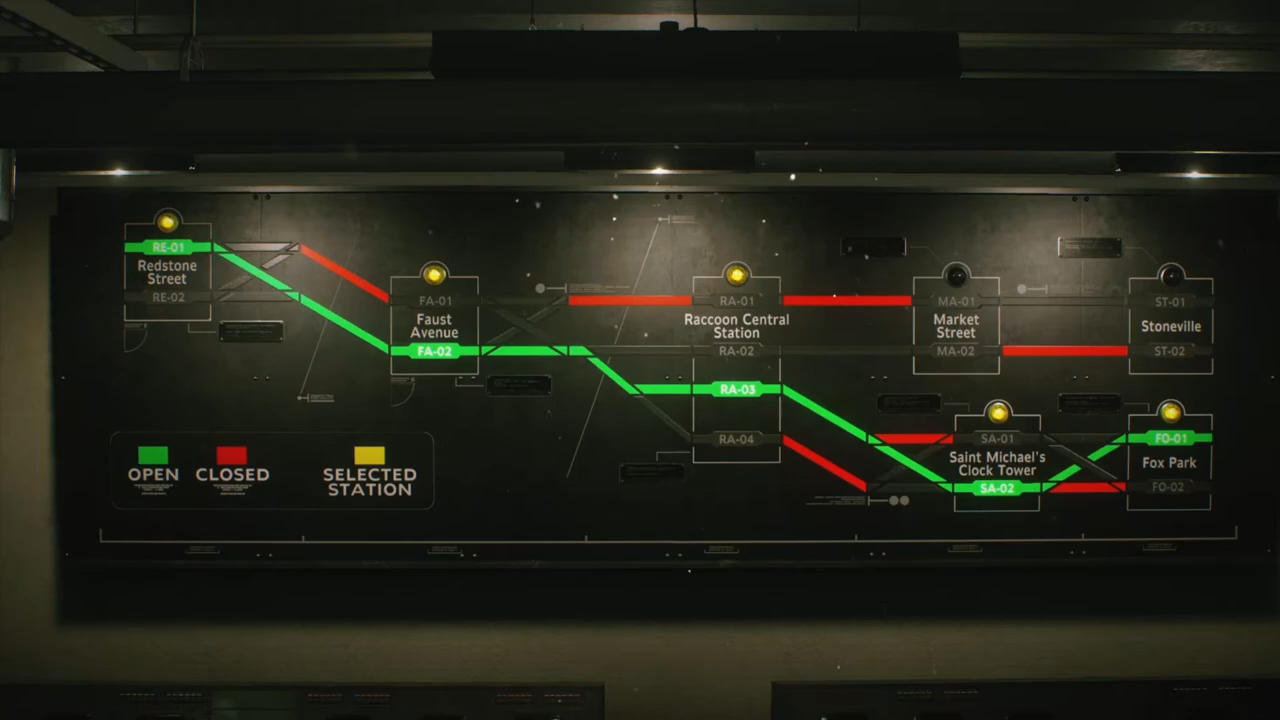 RE-01
Redstone
Street
RE-02
FA-01
Faust
Avenue
FA-02
RA-01
Raccoon Central
Station
RA-02
RA-03
RA-04
MA-01
Market
Street
MA-02
ST-01
Stoneville
ST-02
SA-01
Saint Michael's
Clock Tower
SA-02
FO-01
Fox Park
FO-02
OPEN
CLOSED
SELECTED
STATION